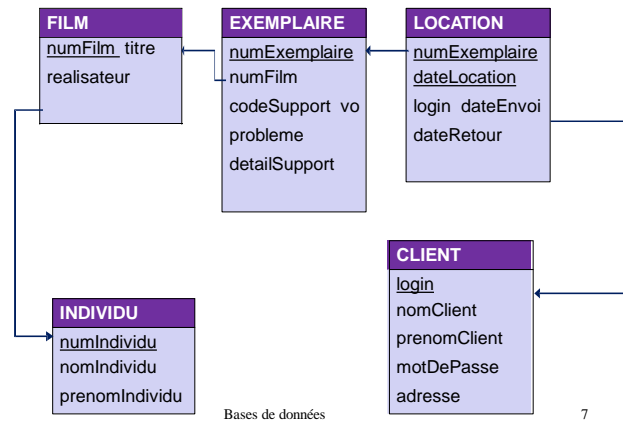 FILM
numFilm titre
realisateur
EXEMPLAIRE
numExemplaire
numFilm
codeSupport vo
probleme
detailSupport
LOCATION
numExemplaire
dateLocation
login dateEnvoi
dateRetour
INDIVIDU
numIndividu
nomIndividu
prenomIndividu
CLIENT
login
nomClient
prenomClient
motDePasse
adresse
Bases de données 7